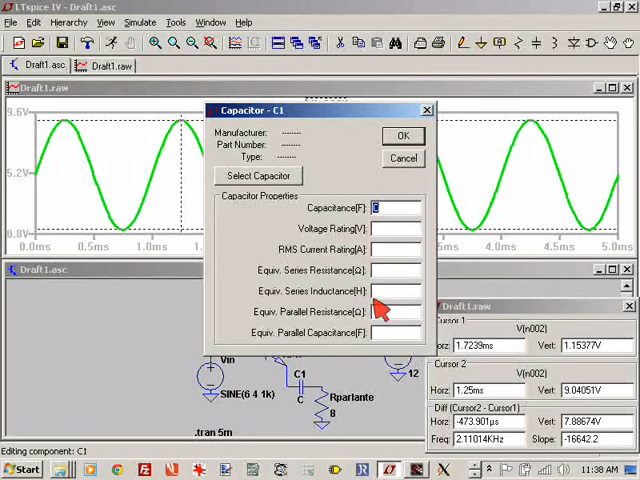 LTspice IV - Draft1.asc
File Edit Hierarchy View Simulate Tools Window Help
Draft1.asc Draft1.raw
Draft1.raw
9.6V
5.2V
0.8V
0.0ms 0.5ms 1.0ms
4.0ms 4.5ms 5.0ms
Capacitor - C1
Manufacturer: --------
Part Number: --------
Type: --------
OK
Cancel
Select Capacitor
Capacitor Properties
Capacitance[F]: C
Voltage Rating[V]:
RMS Current Rating[A]:
Equiv. Series Resistance[Ω]:
Equiv. Series Inductance[H]:
Equiv. Parallel Resistance[Ω]:
Equiv. Parallel Capacitance[F]:
Draft1.asc
Vin
SINE(6 4 1k)
C1
C
Rparlante
8
12
.tran 5m
Draft1.raw
Cursor 1
V(n002)
Horz: 1.7239ms Vert: 1.15377V
Cursor 2
V(n002)
Horz: 1.25ms Vert: 9.04051V
Diff (Cursor2 - Cursor1)
Horz: -473.901µs Vert: 7.88674V
Freq: 2.11014KHz Slope: -16642.2
Editing component: C1
Start
11:38 AM